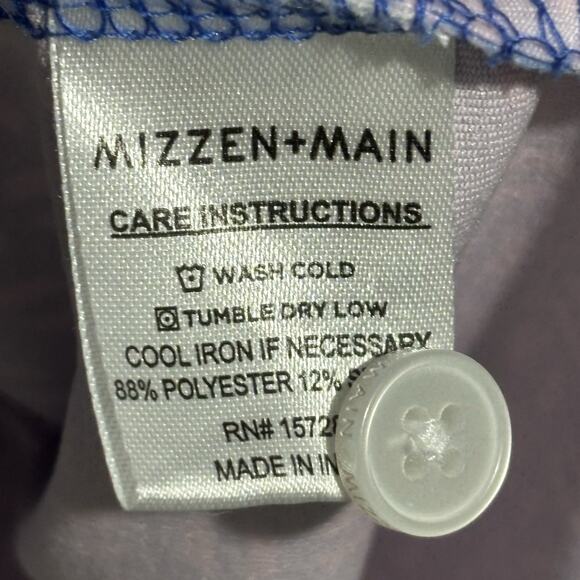 MIZZEN+MAIN
CARE INSTRUCTIONS
WASH COLD
TUMBLE DRY LOW
COOL IRON IF NECESSARY
88% POLYESTER 12%
RN#
MADE IN
MAIN